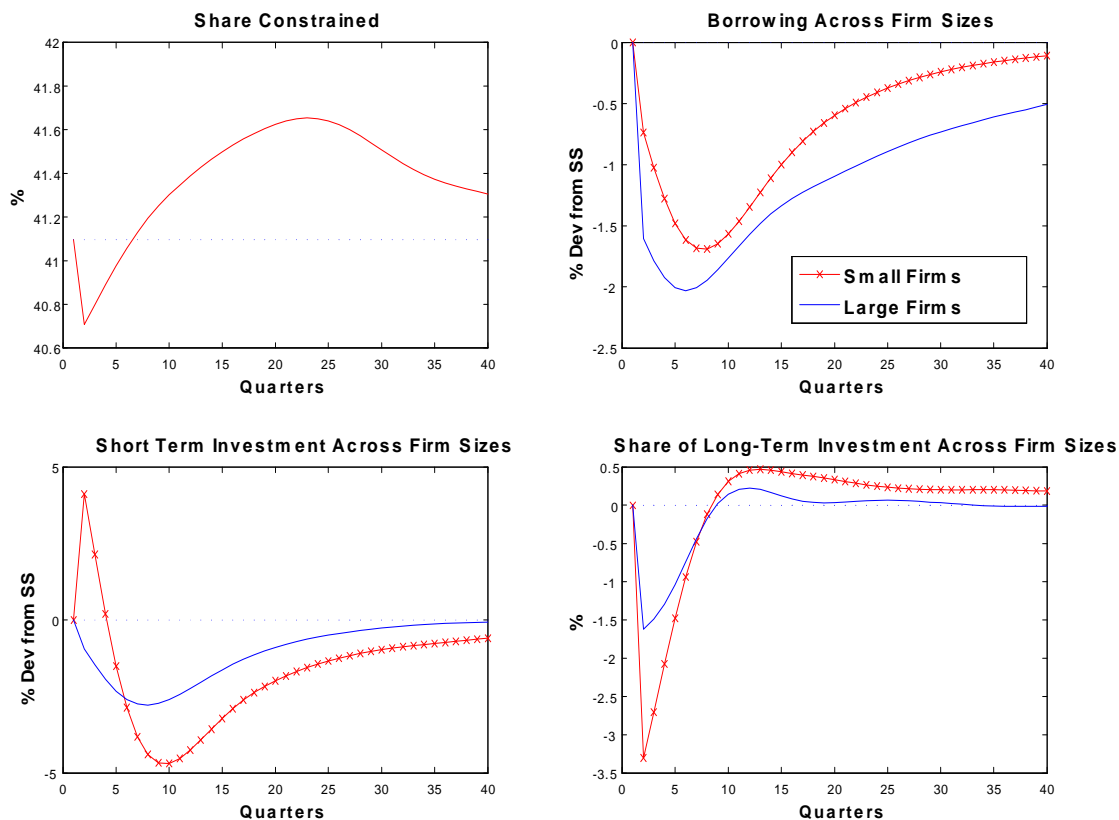 Share Constrained
42
41.8
41.6
41.4
41.2
41
40.8
40.6
%
0 5 10 15 20 25 30 35 40
Quarters
Borrowing Across Firm Sizes
0
-0.5
-1
-1.5
-2
-2.5
% Dev from SS
Small Firms
Large Firms
0 5 10 15 20 25 30 35 40
Quarters
Short Term Investment Across Firm Sizes
5
0
-5
% Dev from SS
0 5 10 15 20 25 30 35 40
Quarters
Share of Long-Term Investment Across Firm Sizes
0.5
0
-0.5
-1
-1.5
-2
-2.5
-3
-3.5
%
0 5 10 15 20 25 30 35 40
Quarters